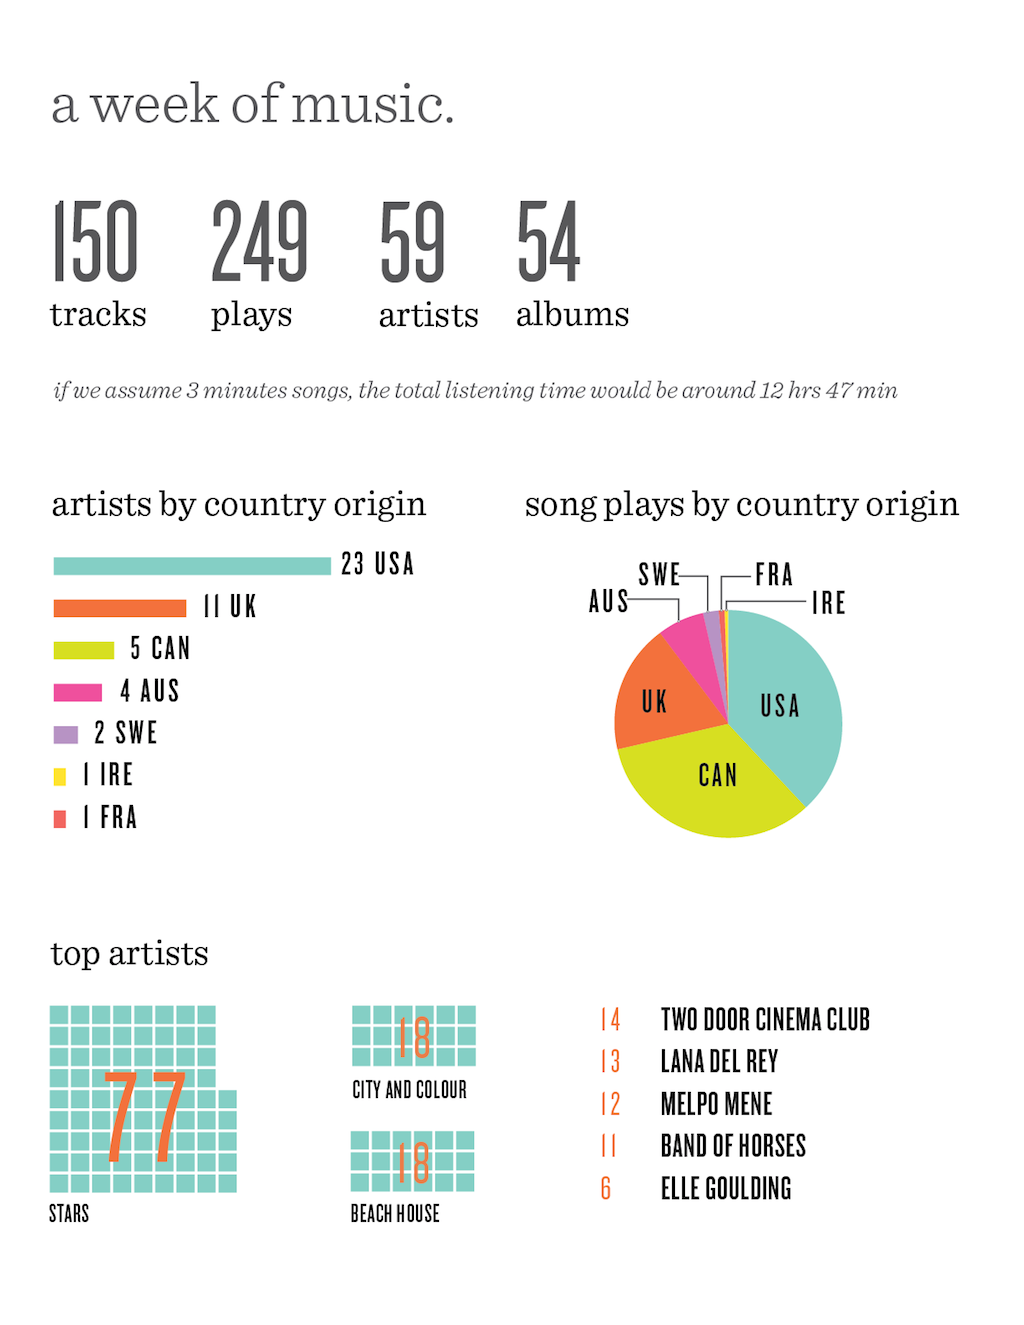 a week of music.
150 249 59 54
tracks plays artists albums
if we assume 3 minutes songs, the total listening time would be around 12 hrs 47 min
artists by country origin
23 USA
11 UK
5 CAN
4 AUS
2 SWE
1 IRE
1 FRA
song plays by country origin
SWE FRA
AUS IRE
UK USA
CAN
top artists
77
STARS
18
CITY AND COLOUR
18
BEACH HOUSE
14 TWO DOOR CINEMA CLUB
13 LANA DEL REY
12 MELPO MENE
11 BAND OF HORSES
6 ELLE GOULDING